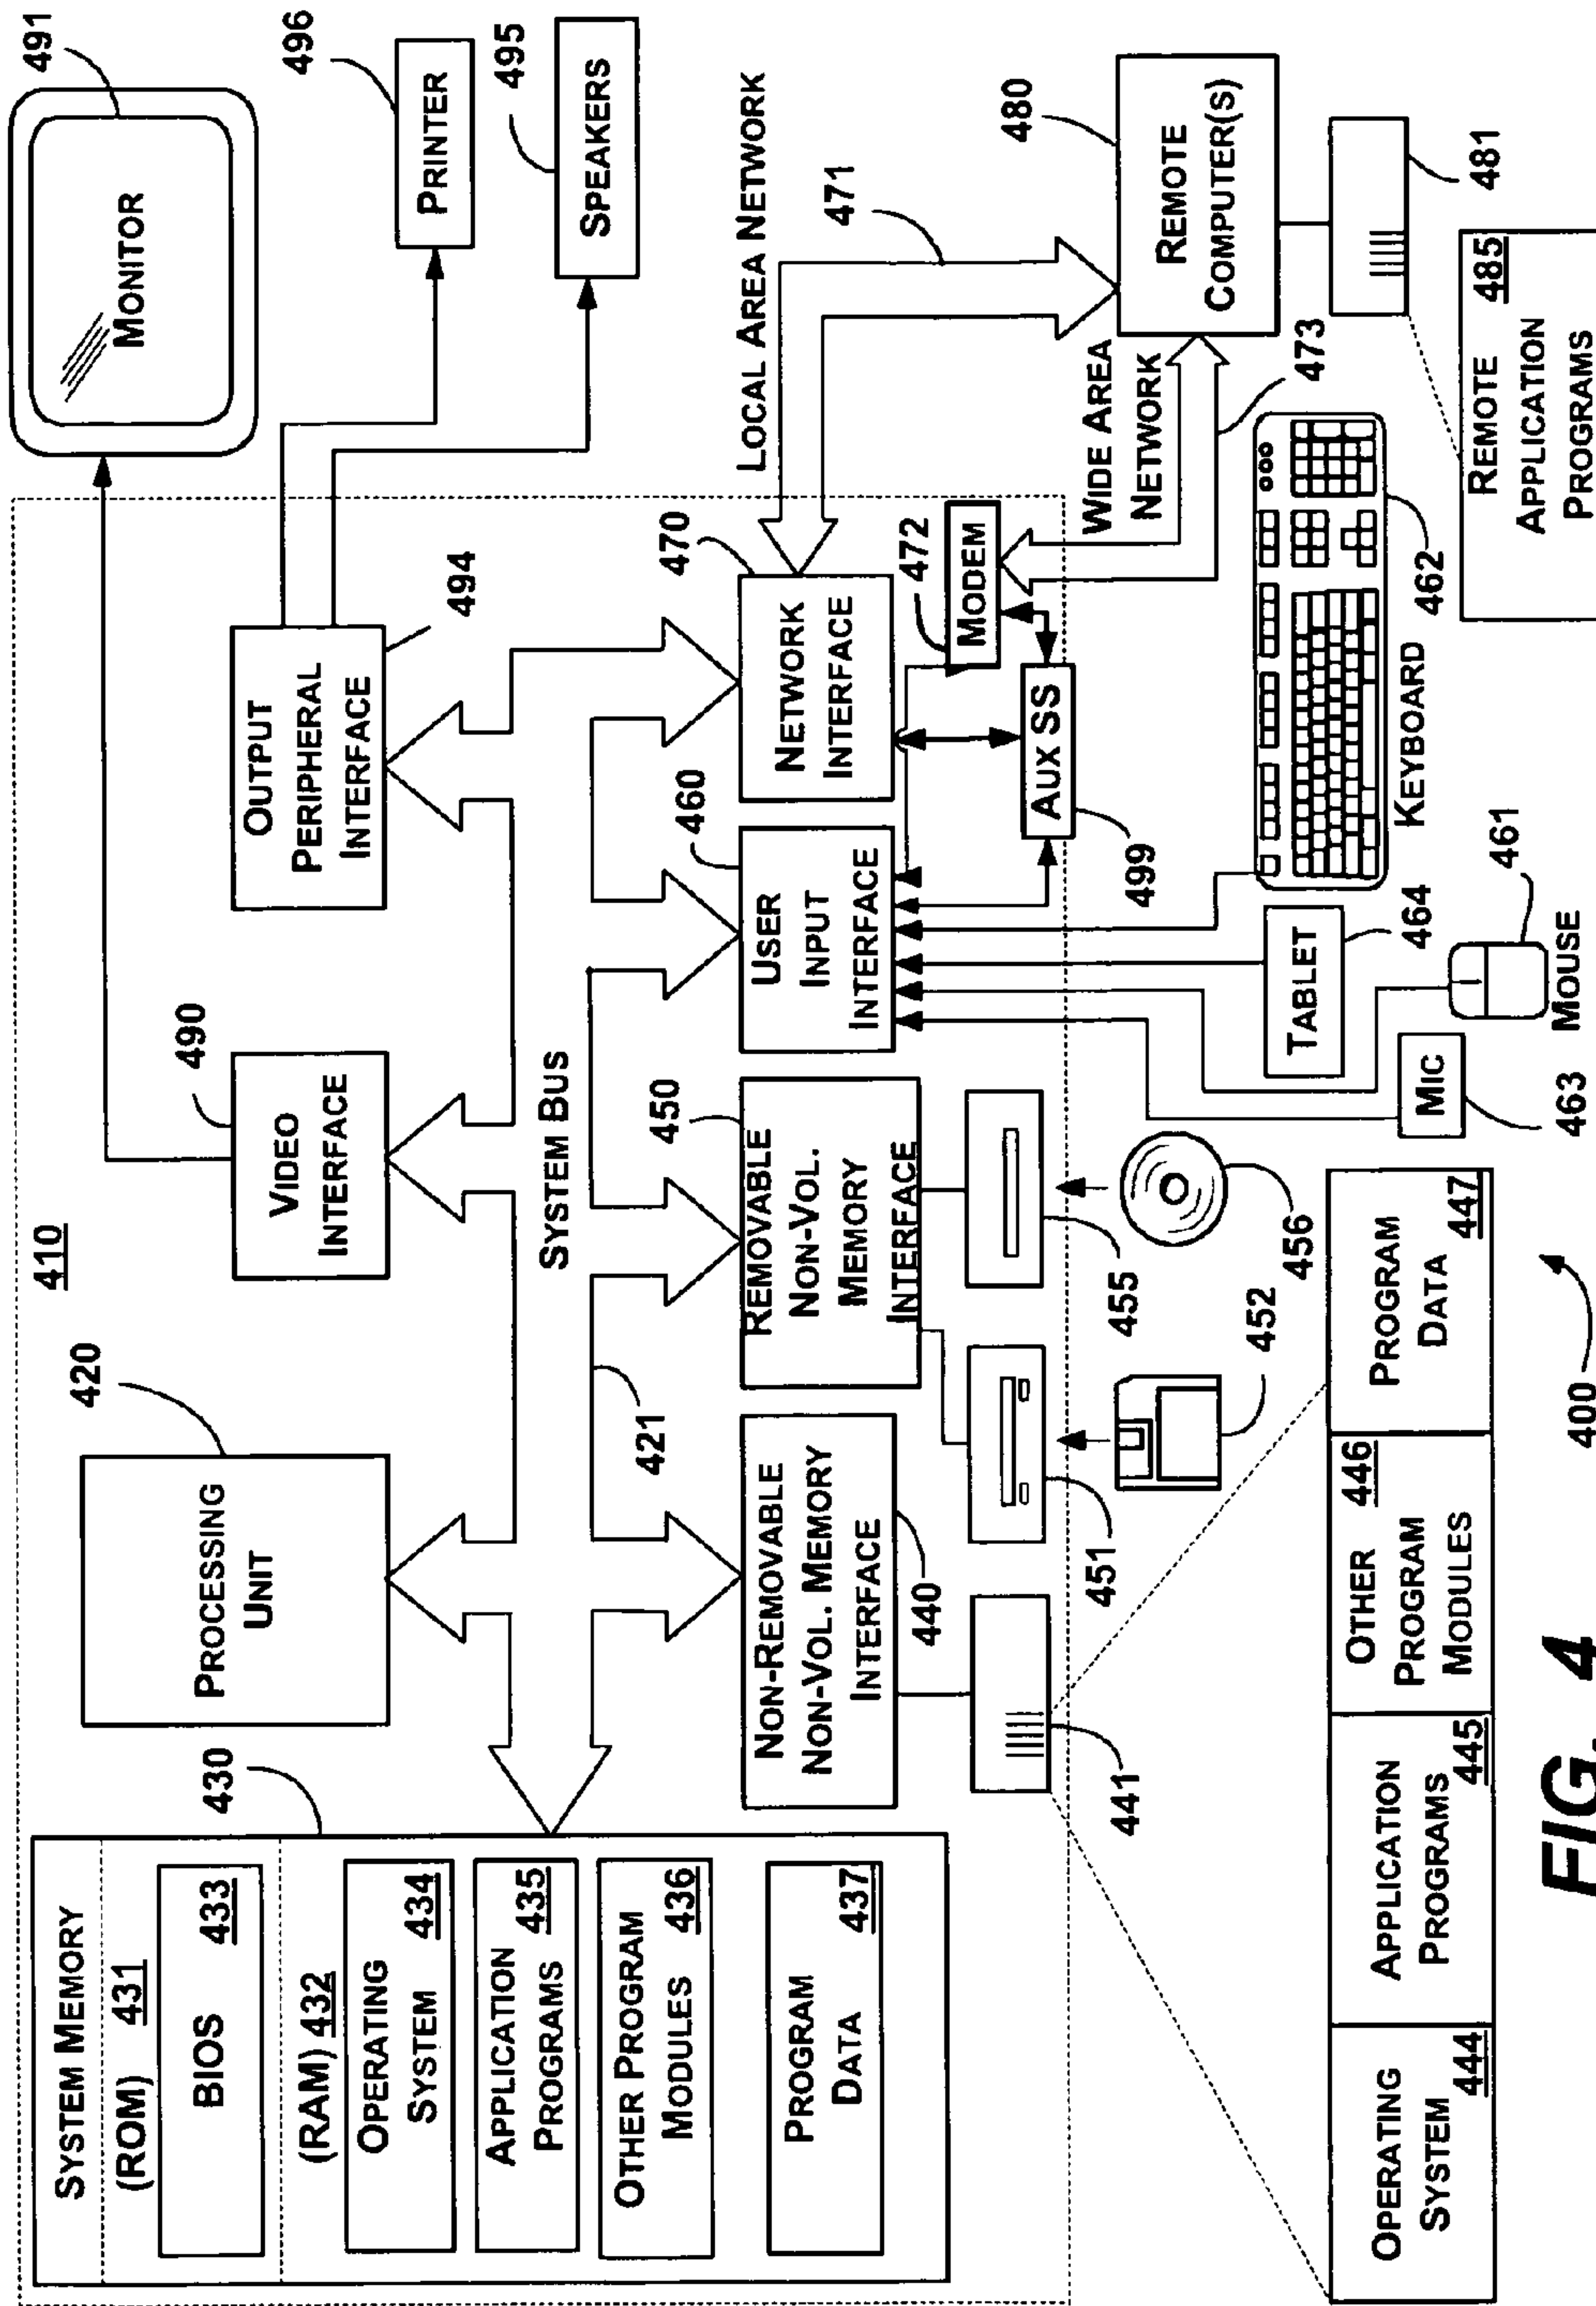 410
SYSTEM MEMORY
(ROM) 431
BIOS 433
(RAM) 432
OPERATING
SYSTEM 434
APPLICATION
PROGRAMS 435
OTHER PROGRAM
MODULES 436
PROGRAM
DATA 437
430
PROCESSING
UNIT
420
VIDEO
INTERFACE
490
OUTPUT
PERIPHERAL
INTERFACE
494
MONITOR
491
PRINTER
496
SPEAKERS
495
SYSTEM BUS
421
NON-REMOVABLE
NON-VOL. MEMORY
INTERFACE
440
REMOVABLE
NON-VOL.
MEMORY
INTERFACE
450
USER
INPUT
INTERFACE
460
NETWORK
INTERFACE
470
LOCAL AREA NETWORK
471
MODEM
472
AUX SS
499
WIDE AREA
NETWORK
473
REMOTE
COMPUTER(S)
480
481
REMOTE 485
APPLICATION
PROGRAMS
441
451
455
452
456
MIC
463
MOUSE
461
TABLET
464
KEYBOARD
462
OPERATING
SYSTEM 444
APPLICATION
PROGRAMS 445
OTHER 446
PROGRAM
MODULES
PROGRAM
DATA 447
400
FIG. 4